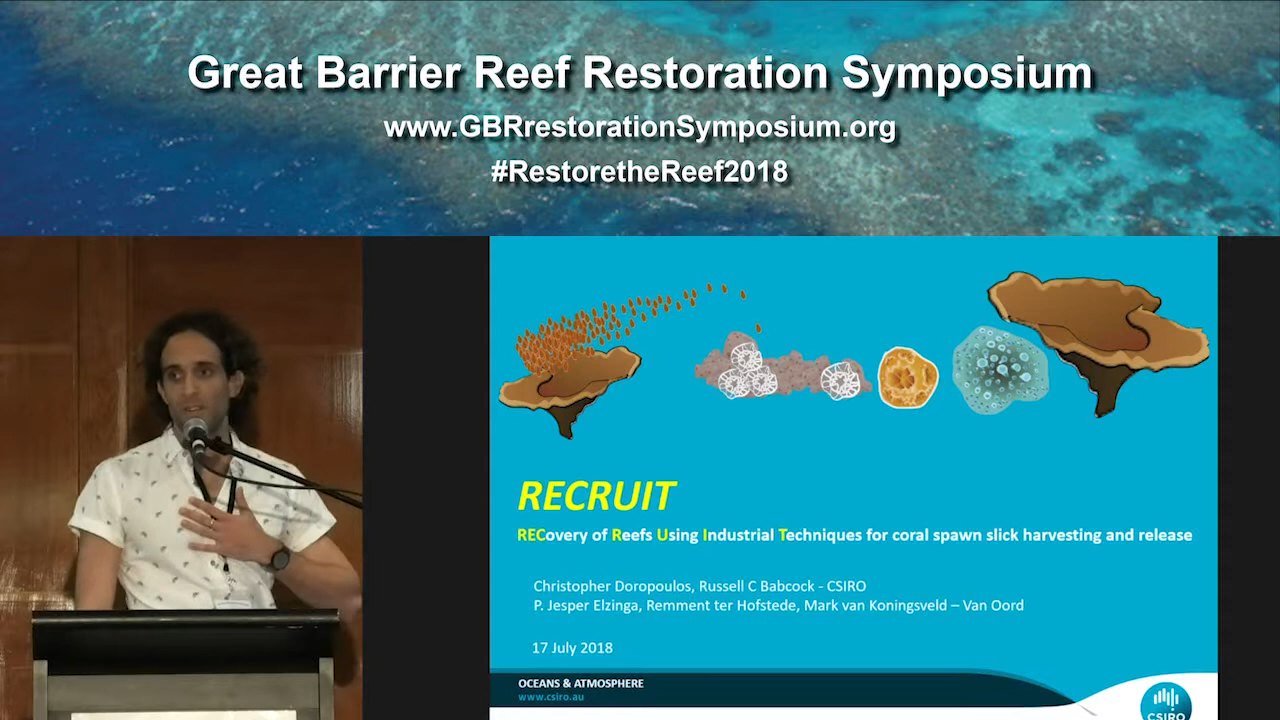 Great Barrier Reef Restoration Symposium
www.GBRrestorationSymposium.org
#RestoretheReef2018
RECRUIT
RECovery of Reefs Using Industrial Techniques for coral spawn slick harvesting and release
Christopher Doropoulos, Russell C Babcock - CSIRO
P. Jesper Elzinga, Remment ter Hofstede, Mark van Koningsveld – Van Oord
17 July 2018
OCEANS & ATMOSPHERE
www.csiro.au
CSIRO